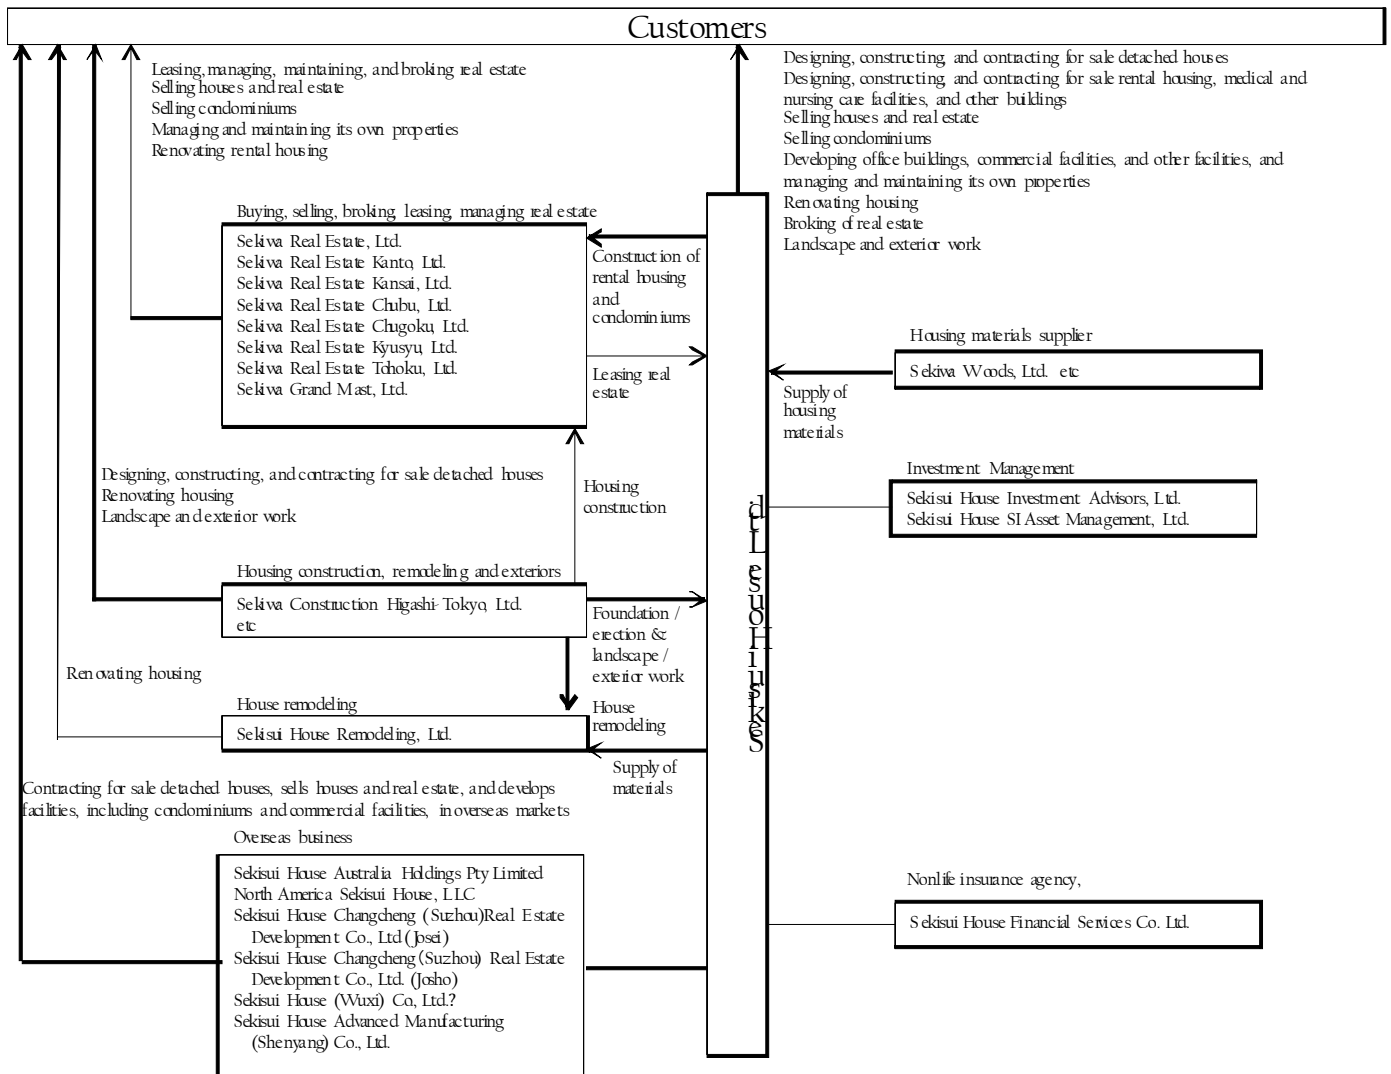 Customers
Leasing, managing, maintaining, and broking real estate
Selling houses and real estate
Selling condominiums
Managing and maintaining its own properties
Renovating rental housing
Designing, constructing, and contracting for sale detached houses
Designing, constructing, and contracting for sale rental housing, medical and
nursing care facilities, and other buildings
Selling houses and real estate
Selling condominiums
Developing office buildings, commercial facilities, and other facilities, and
managing and maintaining its own properties
Renovating housing
Broking of real estate
Landscape and exterior work
Buying, selling, broking, leasing, managing real estate
Sekiwa Real Estate, Ltd.
Sekiwa Real Estate Kanto, Ltd.
Sekiwa Real Estate Kansai, Ltd.
Sekiwa Real Estate Chubu, Ltd.
Sekiwa Real Estate Chugoku, Ltd.
Sekiwa Real Estate Kyusyu, Ltd.
Sekiwa Real Estate Tohoku, Ltd.
Sekiwa Grand Mast, Ltd.
Construction of
rental housing
and
condominiums
Leasing real
estate
Housing materials supplier
Sekiwa Woods, Ltd. etc
Supply of
housing
materials
Designing, constructing, and contracting for sale detached houses
Renovating housing
Landscape and exterior work
Housing
construction
Investment Management
Sekisui House Investment Advisors, Ltd.
Sekisui House SI Asset Management, Ltd.
Sekisui House Ltd
Housing construction, remodeling and exteriors
Sekiwa Construction Higashi-Tokyo, Ltd.
etc
Foundation /
erection &
landscape /
exterior work
Renovating housing
House remodeling
Sekisui House Remodeling, Ltd.
House
remodeling
Supply of
materials
Contracting for sale detached houses, sells houses and real estate, and develops
facilities, including condominiums and commercial facilities, in overseas markets
Overseas business
Sekisui House Australia Holdings Pty Limited
North America Sekisui House, LLC
Sekisui House Changcheng (Suzhou)Real Estate
Development Co., Ltd (Josei)
Sekisui House Changcheng(Suzhou) Real Estate
Development Co., Ltd. (Josho)
Sekisui House (Wuxi) Co., Ltd.?
Sekisui House Advanced Manufacturing
(Shenyang) Co., Ltd.
Nonlife insurance agency,
Sekisui House Financial Services Co. Ltd.